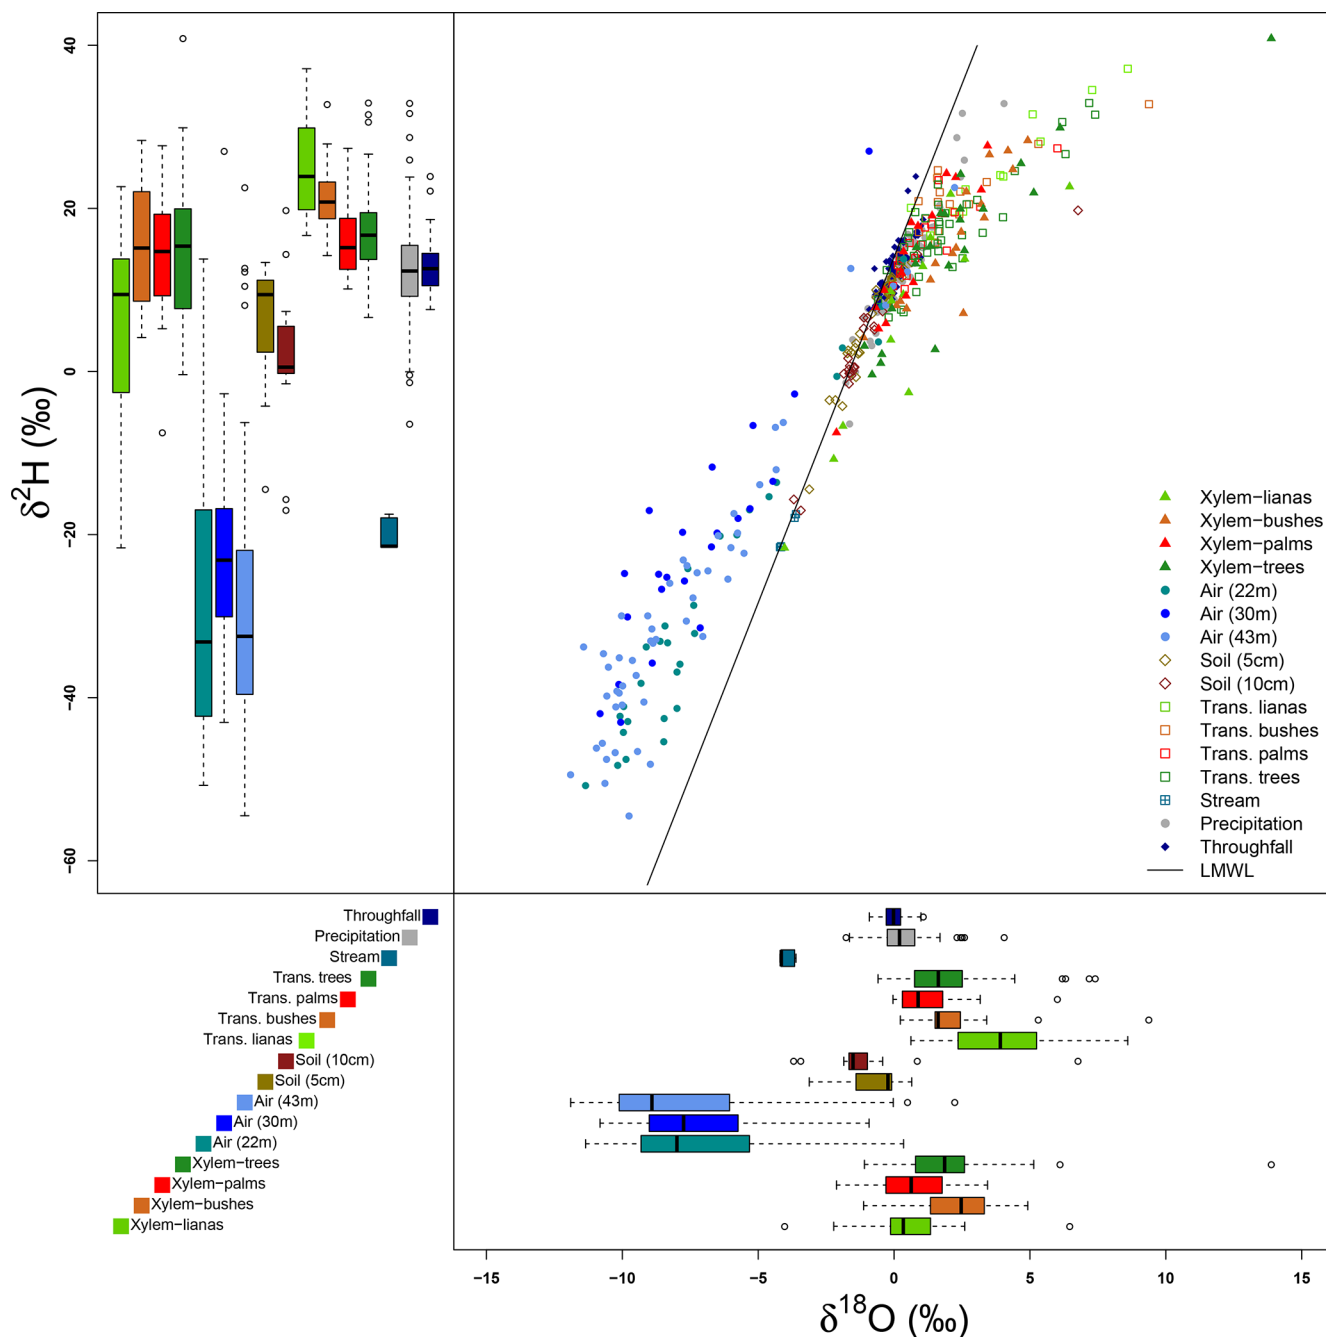 40
20
0
−20
−40
−60
δ²H (‰)
Xylem−lianas
Xylem−bushes
Xylem−palms
Xylem−trees
Air (22m)
Air (30m)
Air (43m)
Soil (5cm)
Soil (10cm)
Trans. lianas
Trans. bushes
Trans. palms
Trans. trees
Stream
Precipitation
Throughfall
LMWL
Throughfall
Precipitation
Stream
Trans. trees
Trans. palms
Trans. bushes
Trans. lianas
Soil (10cm)
Soil (5cm)
Air (43m)
Air (30m)
Air (22m)
Xylem−trees
Xylem−palms
Xylem−bushes
Xylem−lianas
−15 −10 −5 0 5 10 15
δ¹⁸O (‰)